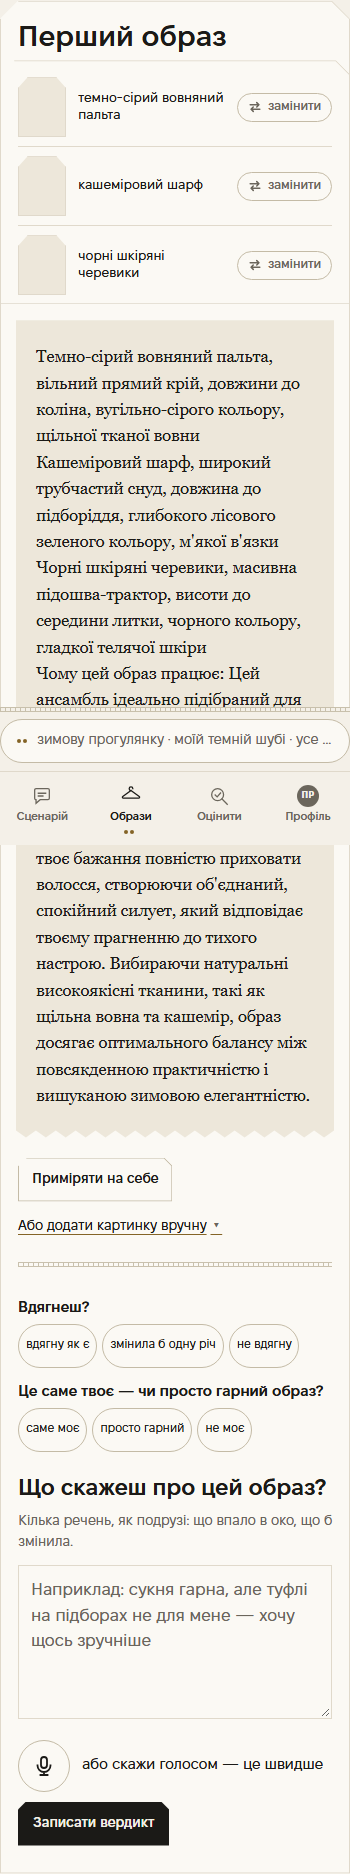 Перший образ
темно-сірий вовняний
пальта
замінити
кашеміровий шарф
замінити
чорні шкіряні
черевики
замінити
Темно-сірий вовняний пальта,
вільний прямий крій, довжини до
коліна, вугільно-сірого кольору,
щільної тканої вовни
Кашеміровий шарф, широкий
трубчастий снуд, довжина до
підборіддя, глибокого лісового
зеленого кольору, м'якої в'язки
Чорні шкіряні черевики, масивна
підошва-трактор, висоти до
середини литки, чорного кольору,
гладкої телячої шкіри
Чому цей образ працює: Цей
ансамбль ідеально підібраний для
зимову прогулянку · моїй темній шубі · усе ...
Сценарій
Образи
Оцінити
ПР
Профіль
твоє бажання повністю приховати
волосся, створюючи об'єднаний,
спокійний силует, який відповідає
твоєму прагненню до тихого
настрою. Вибираючи натуральні
високоякісні тканини, такі як
щільна вовна та кашемір, образ
досягає оптимального балансу між
повсякденною практичністю і
вишуканою зимовою елегантністю.
Приміряти на себе
Або додати картинку вручну
Вдягнеш?
вдягну як є
змінила б одну річ
не вдягну
Це саме твоє — чи просто гарний образ?
саме моє
просто гарний
не моє
Що скажеш про цей образ?
Кілька речень, як подрузі: що впало в око, що б
змінила.
Наприклад: сукня гарна, але туфлі
на підборах не для мене — хочу
щось зручніше
або скажи голосом — це швидше
Записати вердикт